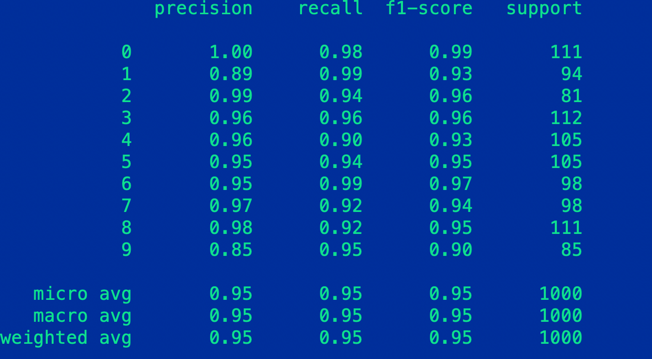 precision recall f1-score support
0 1.00 0.98 0.99 111
1 0.89 0.99 0.93 94
2 0.99 0.94 0.96 81
3 0.96 0.96 0.96 112
4 0.96 0.90 0.93 105
5 0.95 0.94 0.95 105
6 0.95 0.99 0.97 98
7 0.97 0.92 0.94 98
8 0.98 0.92 0.95 111
9 0.85 0.95 0.90 85
micro avg 0.95 0.95 0.95 1000
macro avg 0.95 0.95 0.95 1000
weighted avg 0.95 0.95 0.95 1000